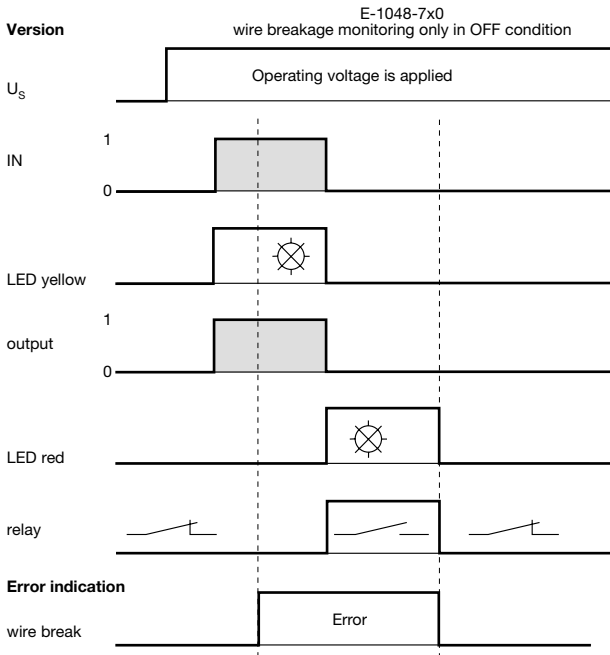 E-1048-7x0
Version wire breakage monitoring only in OFF condition
Operating voltage is applied
US
1
IN
0
LED yellow
1
output
0
LED red
relay
Error indication
Error
wire break